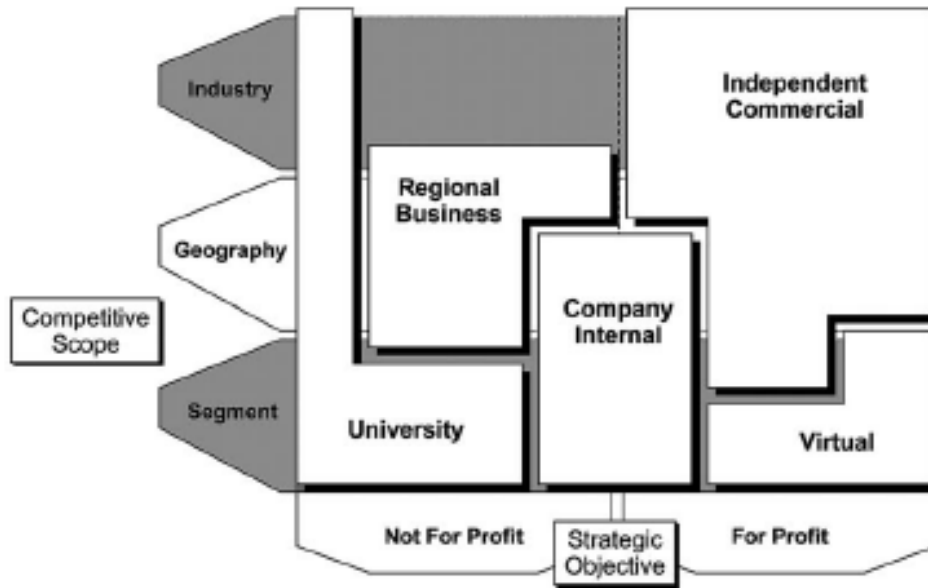 Industry
Independent
Commercial
Regional
Business
Geography
Competitive
Scope
Company
Internal
Segment
University
Virtual
Not For Profit
Strategic
Objective
For Profit